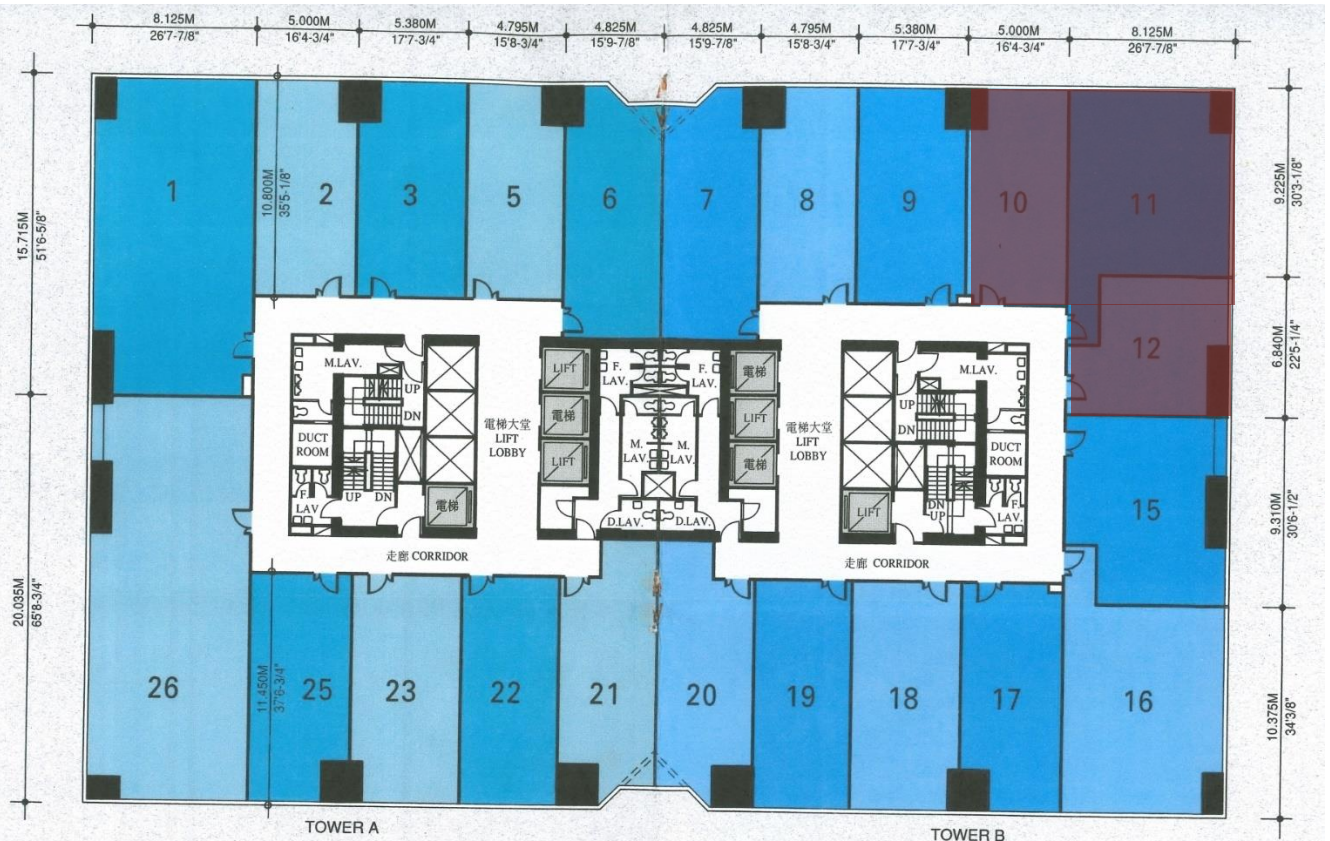 8.125M
26'7-7/8"
5.000M
16'4-3/4"
5.380M
17'7-3/4"
4.795M
15'8-3/4"
4.825M
15'9-7/8"
4.825M
15'9-7/8"
4.795M
15'8-3/4"
5.380M
17'7-3/4"
5.000M
16'4-3/4"
8.125M
26'7-7/8"
15.715M
51'6-5/8"
20.035M
65'8-3/4"
10.800M
35'5-1/8"
11.450M
37'6-3/4"
9.225M
30'3-1/8"
6.840M
22'5-1/4"
9.310M
30'6-1/2"
10.375M
34'3/8"
1
2
3
5
6
7
8
9
10
11
12
15
M.LAV.
UP
DN
DUCT
ROOM
F.
LAV
UP
DN
電梯
電梯大堂
LIFT
LOBBY
LIFT
電梯
LIFT
F.
LAV.
F.
LAV.
M.
LAV.
M.
LAV.
D.LAV.
D.LAV.
電梯
LIFT
電梯
電梯大堂
LIFT
LOBBY
LIFT
M.LAV.
UP
DN
DUCT
ROOM
DN
UP
F.
LAV.
走廊 CORRIDOR
走廊 CORRIDOR
26
25
23
22
21
20
19
18
17
16
TOWER A
TOWER B